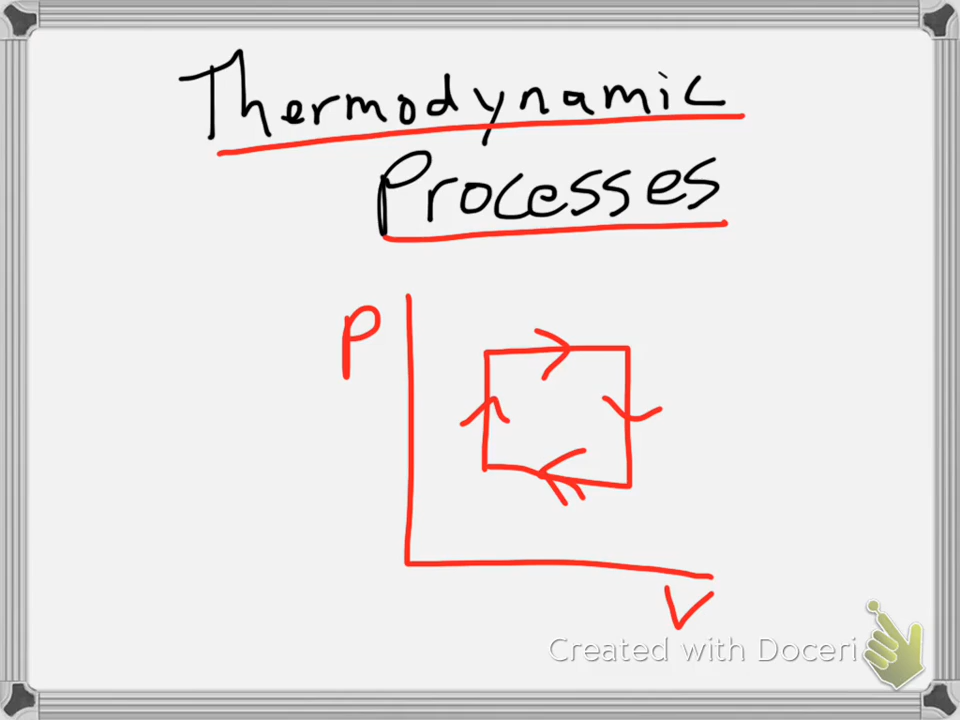 Thermodynamic
Processes
P
V
Created with Doceri